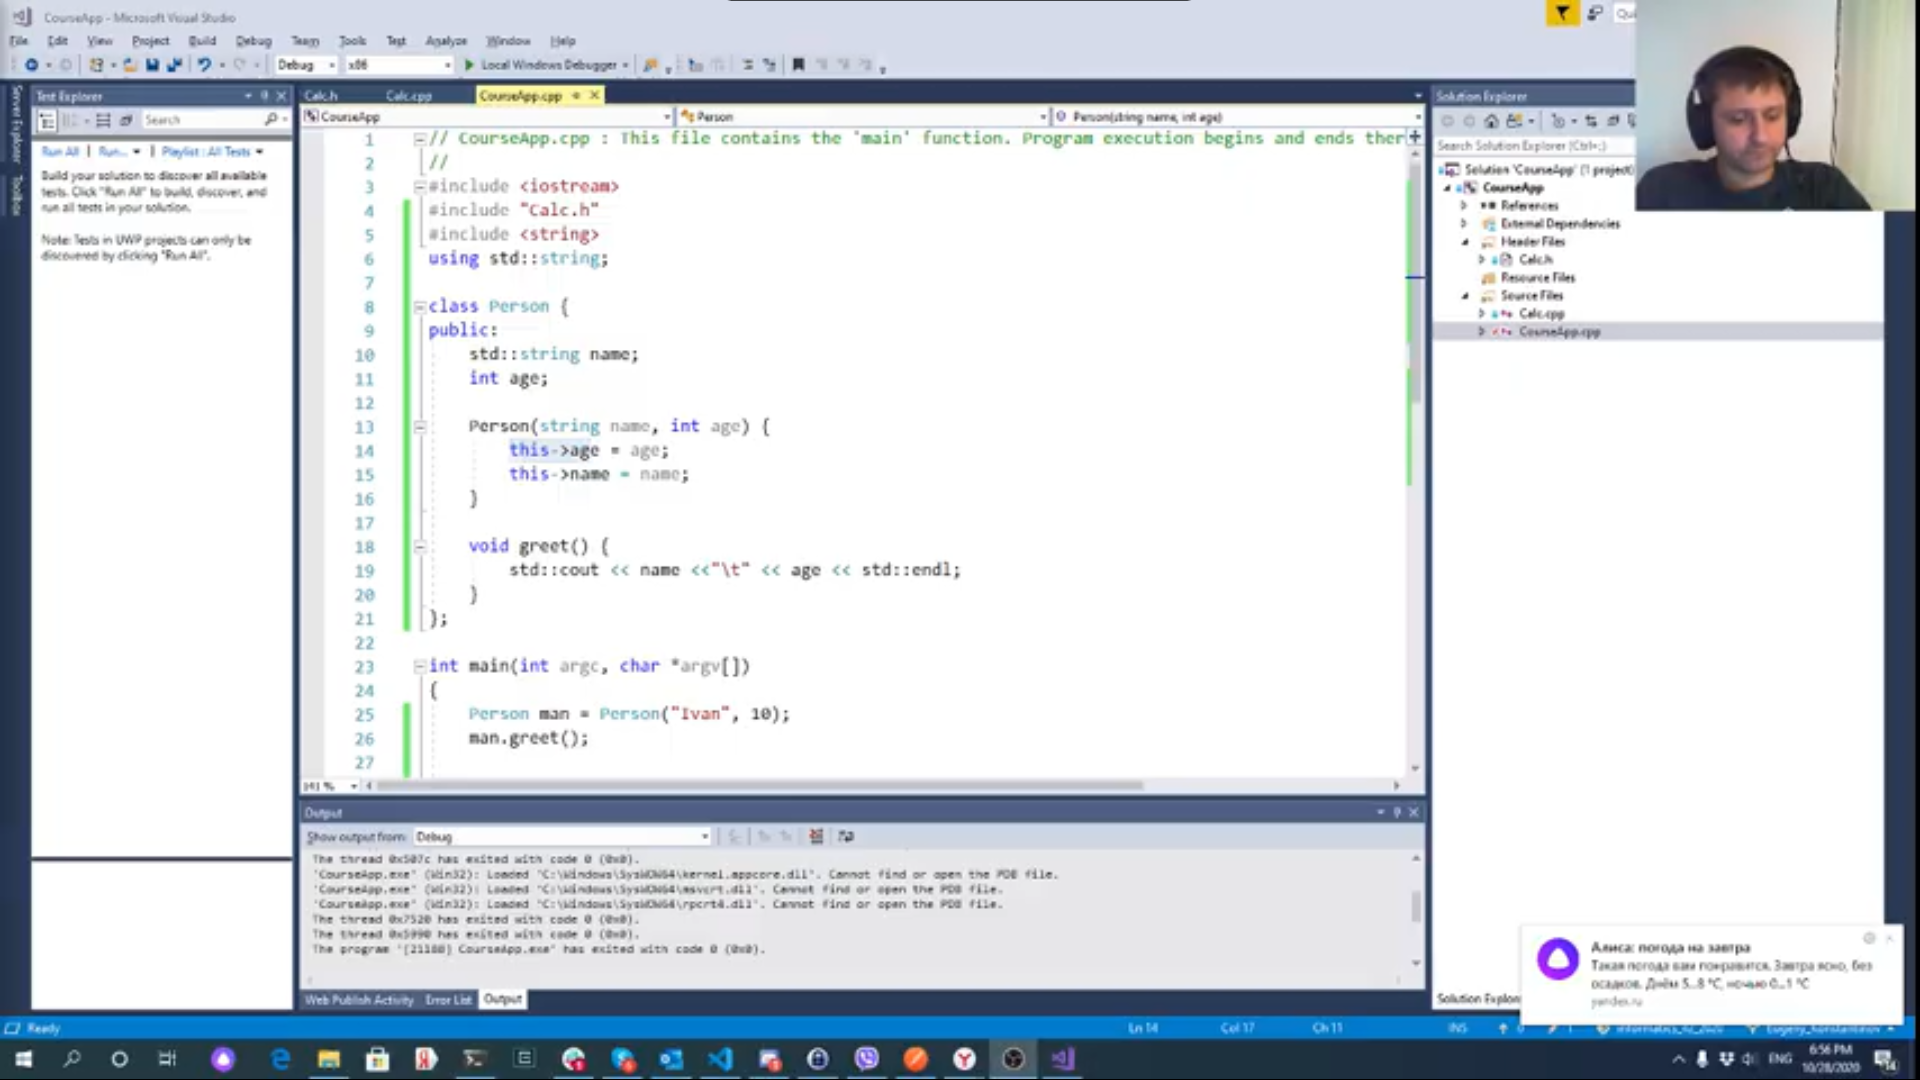 CourseApp - Microsoft Visual Studio
File Edit View Project Build Debug Team Tools Test Analyze Window Help
Debug x86 Local Windows Debugger
Server Explorer
Toolbox
Test Explorer
Search
Run All | Run... | Playlist : All Tests
Build your solution to discover all available
tests. Click "Run All" to build, discover, and
run all tests in your solution.
Note: Tests in UWP projects can only be
discovered by clicking "Run All".
Calc.h Calc.cpp CourseApp.cpp
CourseApp Person Person(string name, int age)
1 // CourseApp.cpp : This file contains the 'main' function. Program execution begins and ends ther
2 //
3 #include <iostream>
4 #include "Calc.h"
5 #include <string>
6 using std::string;
7
8 class Person {
9 public:
10 std::string name;
11 int age;
12
13 Person(string name, int age) {
14 this->age = age;
15 this->name = name;
16 }
17
18 void greet() {
19 std::cout << name <<"\t" << age << std::endl;
20 }
21 };
22
23 int main(int argc, char *argv[])
24 {
25 Person man = Person("Ivan", 10);
26 man.greet();
27
141 %
Output
Show output from: Debug
The thread 0x507c has exited with code 0 (0x0).
'CourseApp.exe' (Win32): Loaded 'C:\Windows\SysWOW64\kernel.appcore.dll'. Cannot find or open the PDB file.
'CourseApp.exe' (Win32): Loaded 'C:\Windows\SysWOW64\msvcrt.dll'. Cannot find or open the PDB file.
'CourseApp.exe' (Win32): Loaded 'C:\Windows\SysWOW64\rpcrt4.dll'. Cannot find or open the PDB file.
The thread 0x7520 has exited with code 0 (0x0).
The thread 0x5990 has exited with code 0 (0x0).
The program '[21180] CourseApp.exe' has exited with code 0 (0x0).
Web Publish Activity Error List Output
Solution Explorer
Search Solution Explorer (Ctrl+;)
Solution 'CourseApp' (1 project)
CourseApp
References
External Dependencies
Header Files
Calc.h
Resource Files
Source Files
Calc.cpp
CourseApp.cpp
Алиса: погода на завтра
Такая погода вам понравится. Завтра ясно, без
осадков. Днём 5...8 °C, ночью 0...1 °C
yandex.ru
Solution Explor
Ready Ln 14 Col 17 Ch 11 INS
ENG
6:56 PM
10/28/2020